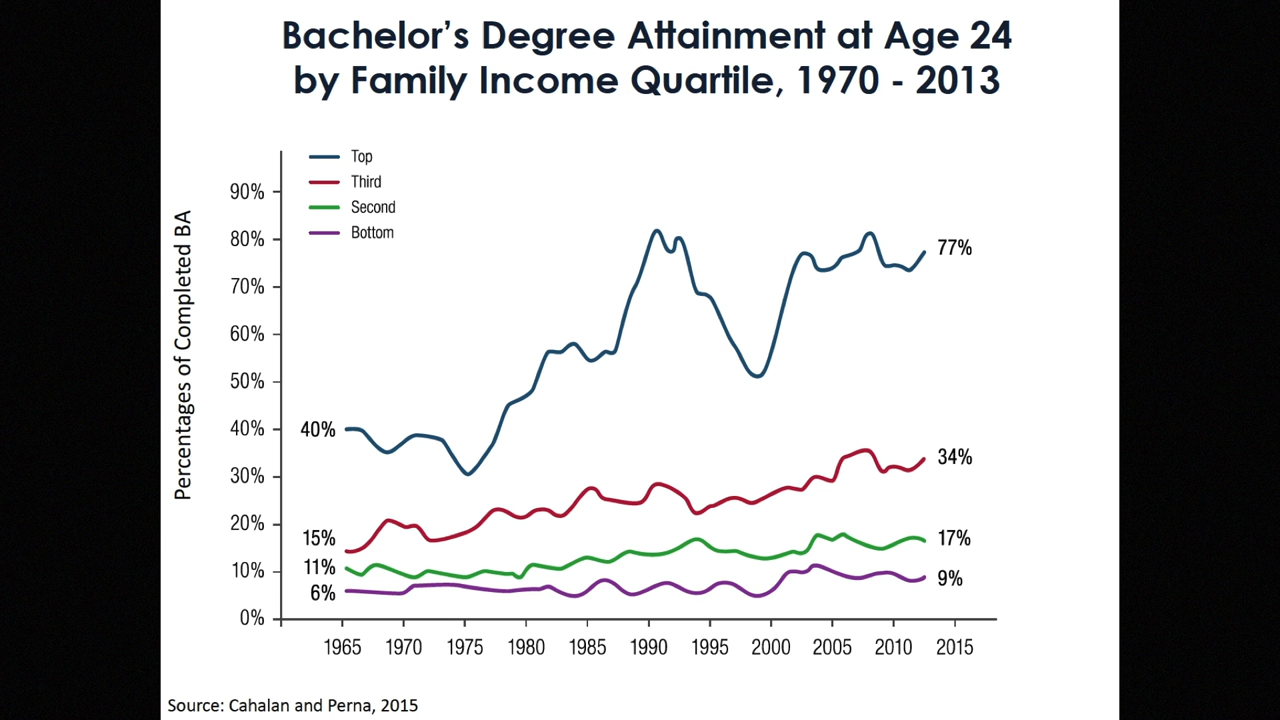 Bachelor's Degree Attainment at Age 24
by Family Income Quartile, 1970 - 2013
Top
Third
Second
Bottom
Percentages of Completed BA
90%
80%
70%
60%
50%
40%
30%
20%
10%
0%
40%
15%
11%
6%
77%
34%
17%
9%
1965 1970 1975 1980 1985 1990 1995 2000 2005 2010 2015
Source: Cahalan and Perna, 2015